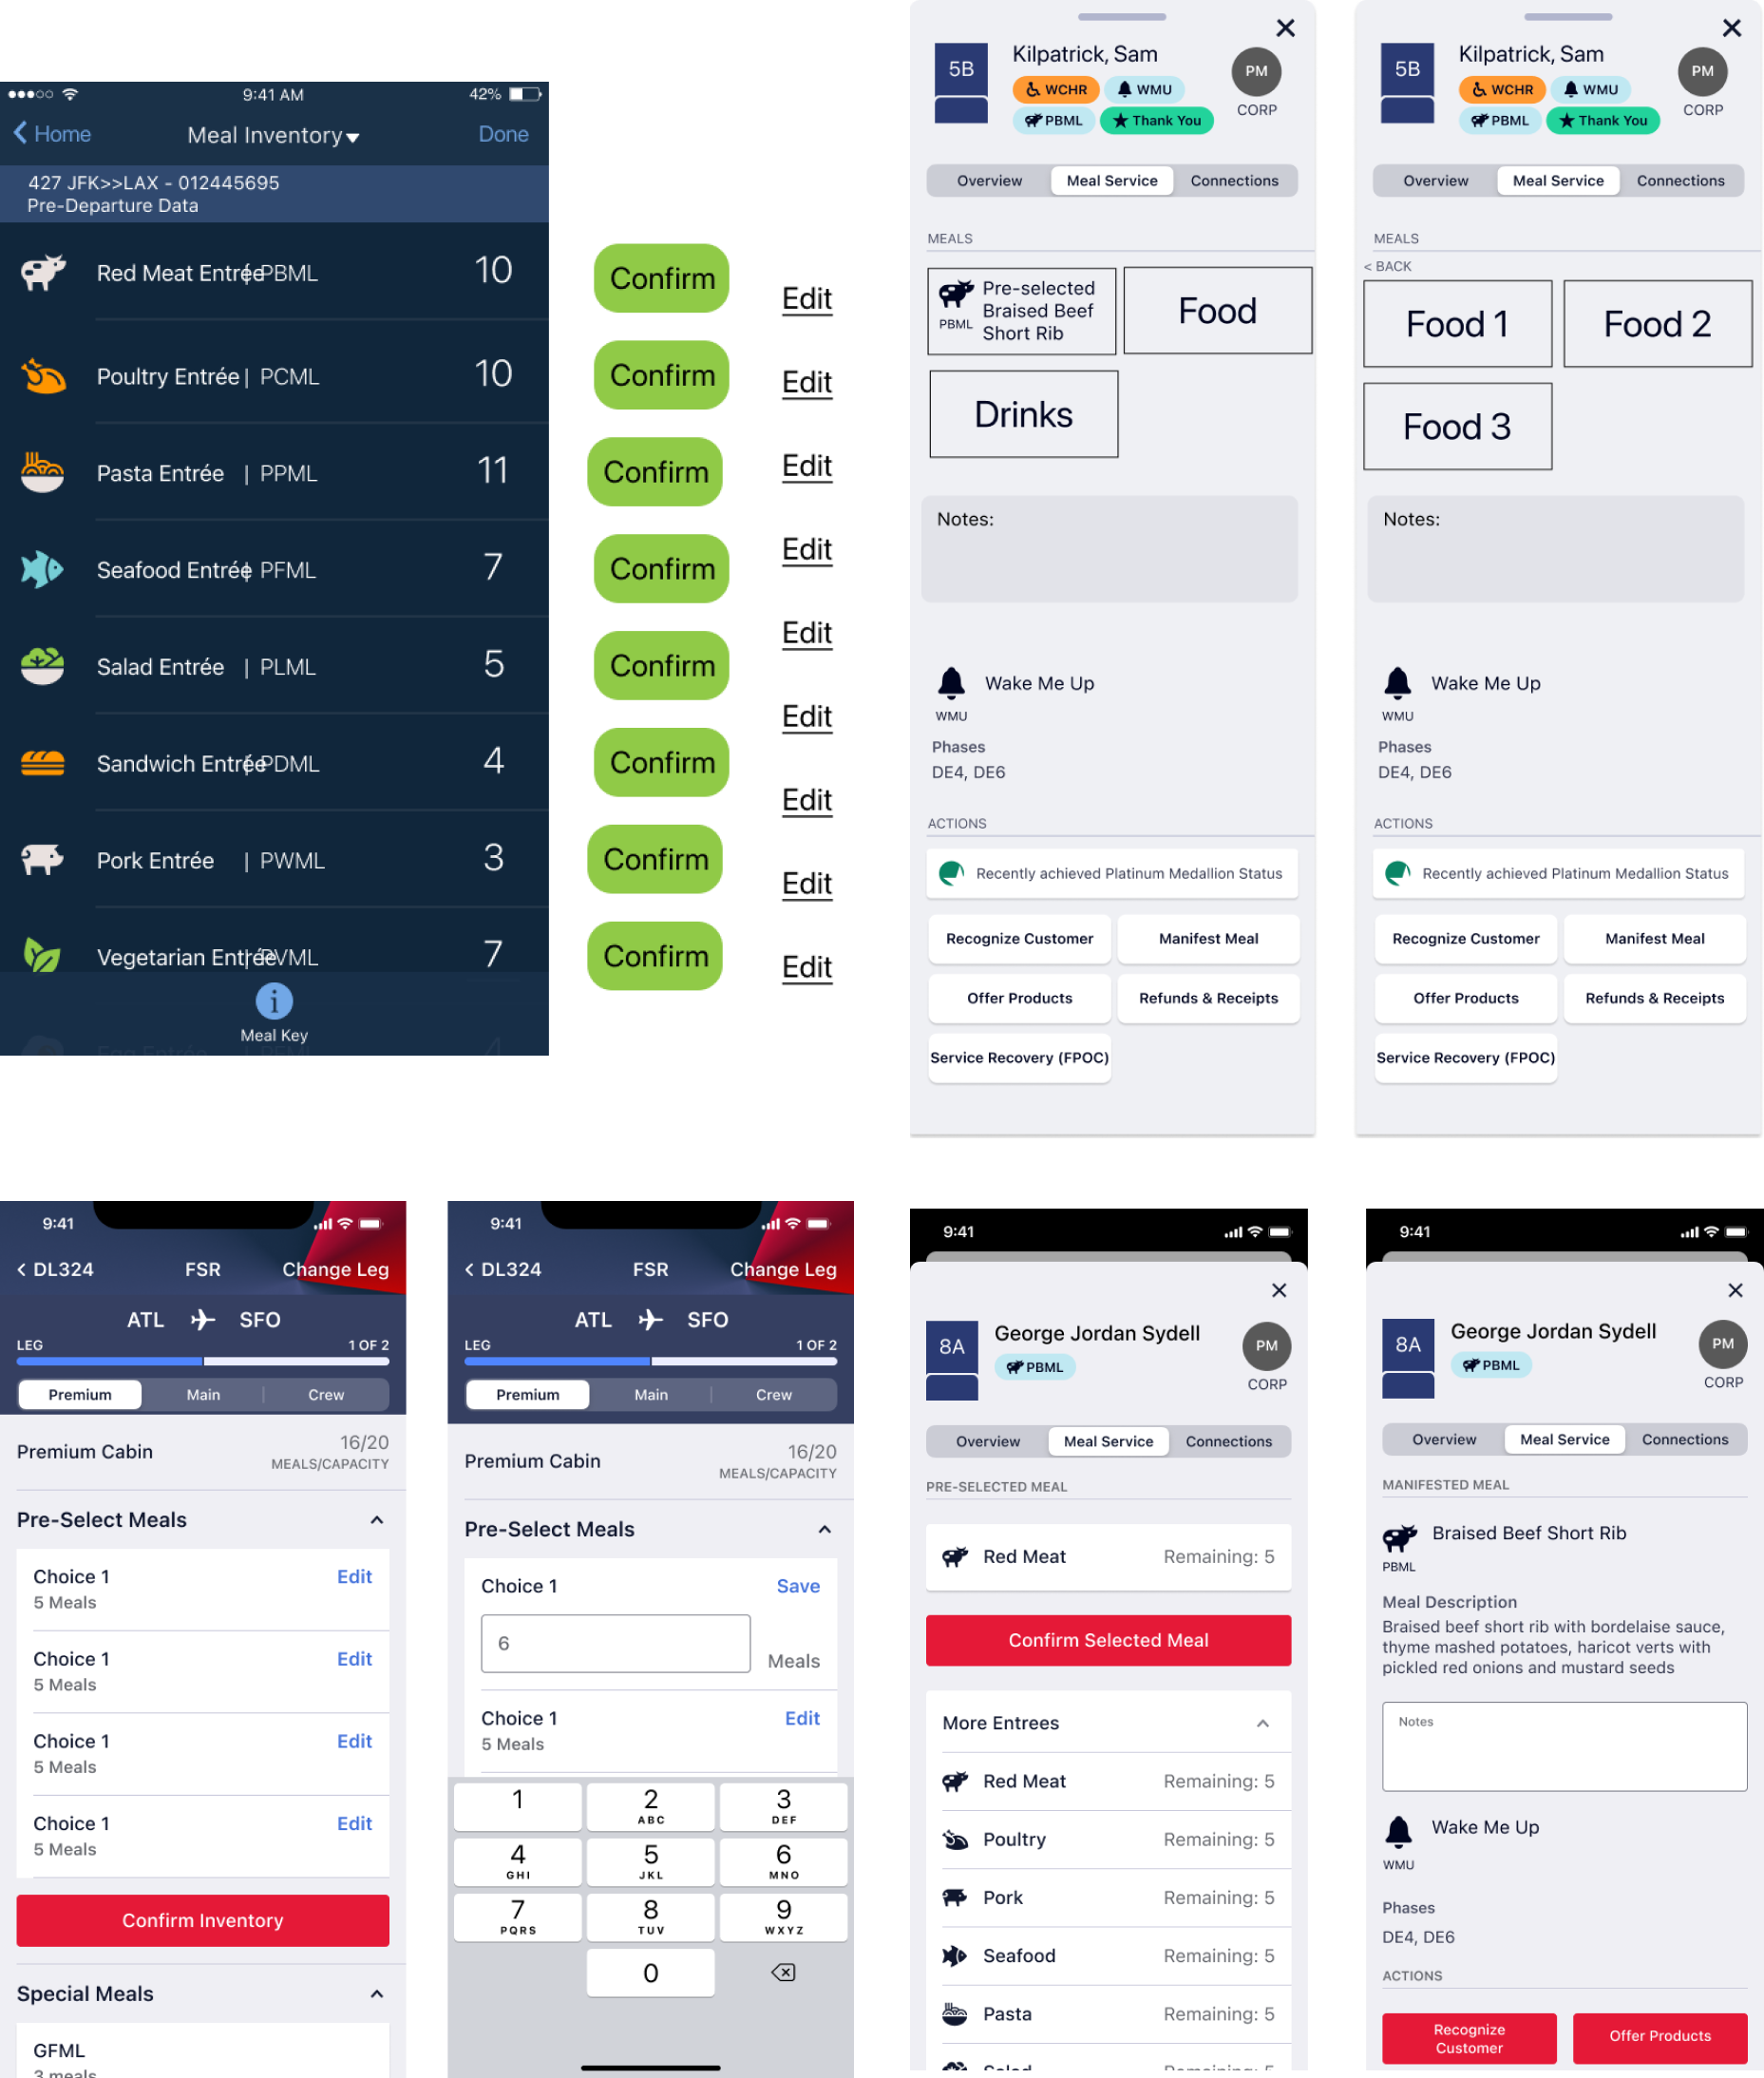 9:41 AM
42%
Home
Meal Inventory
Done
427 JFK>>LAX - 012445695
Pre-Departure Data
Red Meat Entrée PBML 10
Poultry Entrée | PCML 10
Pasta Entrée | PPML 11
Seafood Entrée | PFML 7
Salad Entrée | PLML 5
Sandwich Entrée PDML 4
Pork Entrée | PWML 3
Vegetarian Entrée PVML 7
Egg Entrée | PEML 4
i
Meal Key
Confirm
Confirm
Confirm
Confirm
Confirm
Confirm
Confirm
Confirm
Edit
Edit
Edit
Edit
Edit
Edit
Edit
Edit
Edit
5B
Kilpatrick, Sam
WCHR
WMU
PBML
Thank You
PM
CORP
Overview
Meal Service
Connections
MEALS
PBML
Pre-selected
Braised Beef
Short Rib
Food
Drinks
Notes:
Wake Me Up
WMU
Phases
DE4, DE6
ACTIONS
Recently achieved Platinum Medallion Status
Recognize Customer
Manifest Meal
Offer Products
Refunds & Receipts
Service Recovery (FPOC)
5B
Kilpatrick, Sam
WCHR
WMU
PBML
Thank You
PM
CORP
Overview
Meal Service
Connections
MEALS
< BACK
Food 1
Food 2
Food 3
Notes:
Wake Me Up
WMU
Phases
DE4, DE6
ACTIONS
Recently achieved Platinum Medallion Status
Recognize Customer
Manifest Meal
Offer Products
Refunds & Receipts
Service Recovery (FPOC)
9:41
< DL324
FSR
Change Leg
ATL
SFO
LEG
1 OF 2
Premium
Main
Crew
Premium Cabin
16/20
MEALS/CAPACITY
Pre-Select Meals
Choice 1
Edit
5 Meals
Choice 1
Edit
5 Meals
Choice 1
Edit
5 Meals
Choice 1
Edit
5 Meals
Confirm Inventory
Special Meals
GFML
3 meals
9:41
< DL324
FSR
Change Leg
ATL
SFO
LEG
1 OF 2
Premium
Main
Crew
Premium Cabin
16/20
MEALS/CAPACITY
Pre-Select Meals
Choice 1
Save
6
Meals
Choice 1
Edit
5 Meals
1
2
ABC
3
DEF
4
GHI
5
JKL
6
MNO
7
PQRS
8
TUV
9
WXYZ
0
9:41
8A
George Jordan Sydell
PBML
PM
CORP
Overview
Meal Service
Connections
PRE-SELECTED MEAL
Red Meat
Remaining: 5
Confirm Selected Meal
More Entrees
Red Meat
Remaining: 5
Poultry
Remaining: 5
Pork
Remaining: 5
Seafood
Remaining: 5
Pasta
Remaining: 5
Salad
Remaining: 5
9:41
8A
George Jordan Sydell
PBML
PM
CORP
Overview
Meal Service
Connections
MANIFESTED MEAL
Braised Beef Short Rib
PBML
Meal Description
Braised beef short rib with bordelaise sauce,
thyme mashed potatoes, haricot verts with
pickled red onions and mustard seeds
Notes
Wake Me Up
WMU
Phases
DE4, DE6
ACTIONS
Recognize
Customer
Offer Products